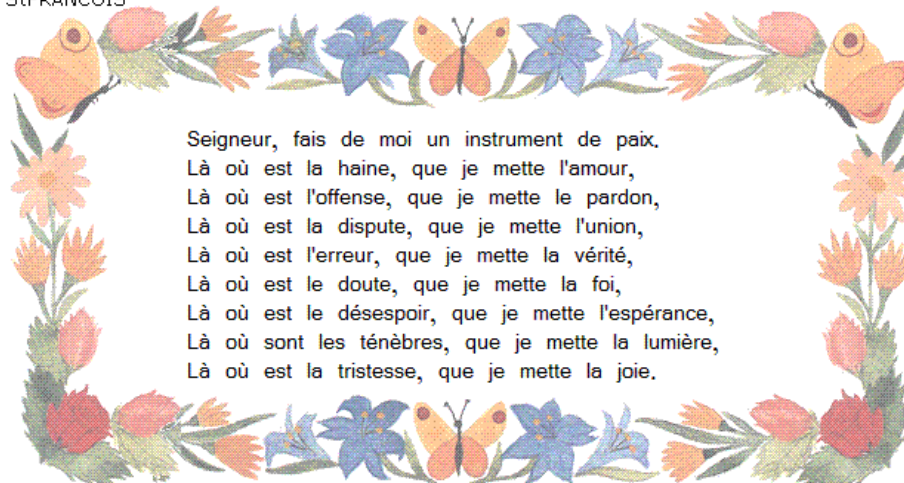 StFRANCOIS
Seigneur, fais de moi un instrument de paix.
Là où est la haine, que je mette l'amour,
Là où est l'offense, que je mette le pardon,
Là où est la dispute, que je mette l'union,
Là où est l'erreur, que je mette la vérité,
Là où est le doute, que je mette la foi,
Là où est le désespoir, que je mette l'espérance,
Là où sont les ténèbres, que je mette la lumière,
Là où est la tristesse, que je mette la joie.